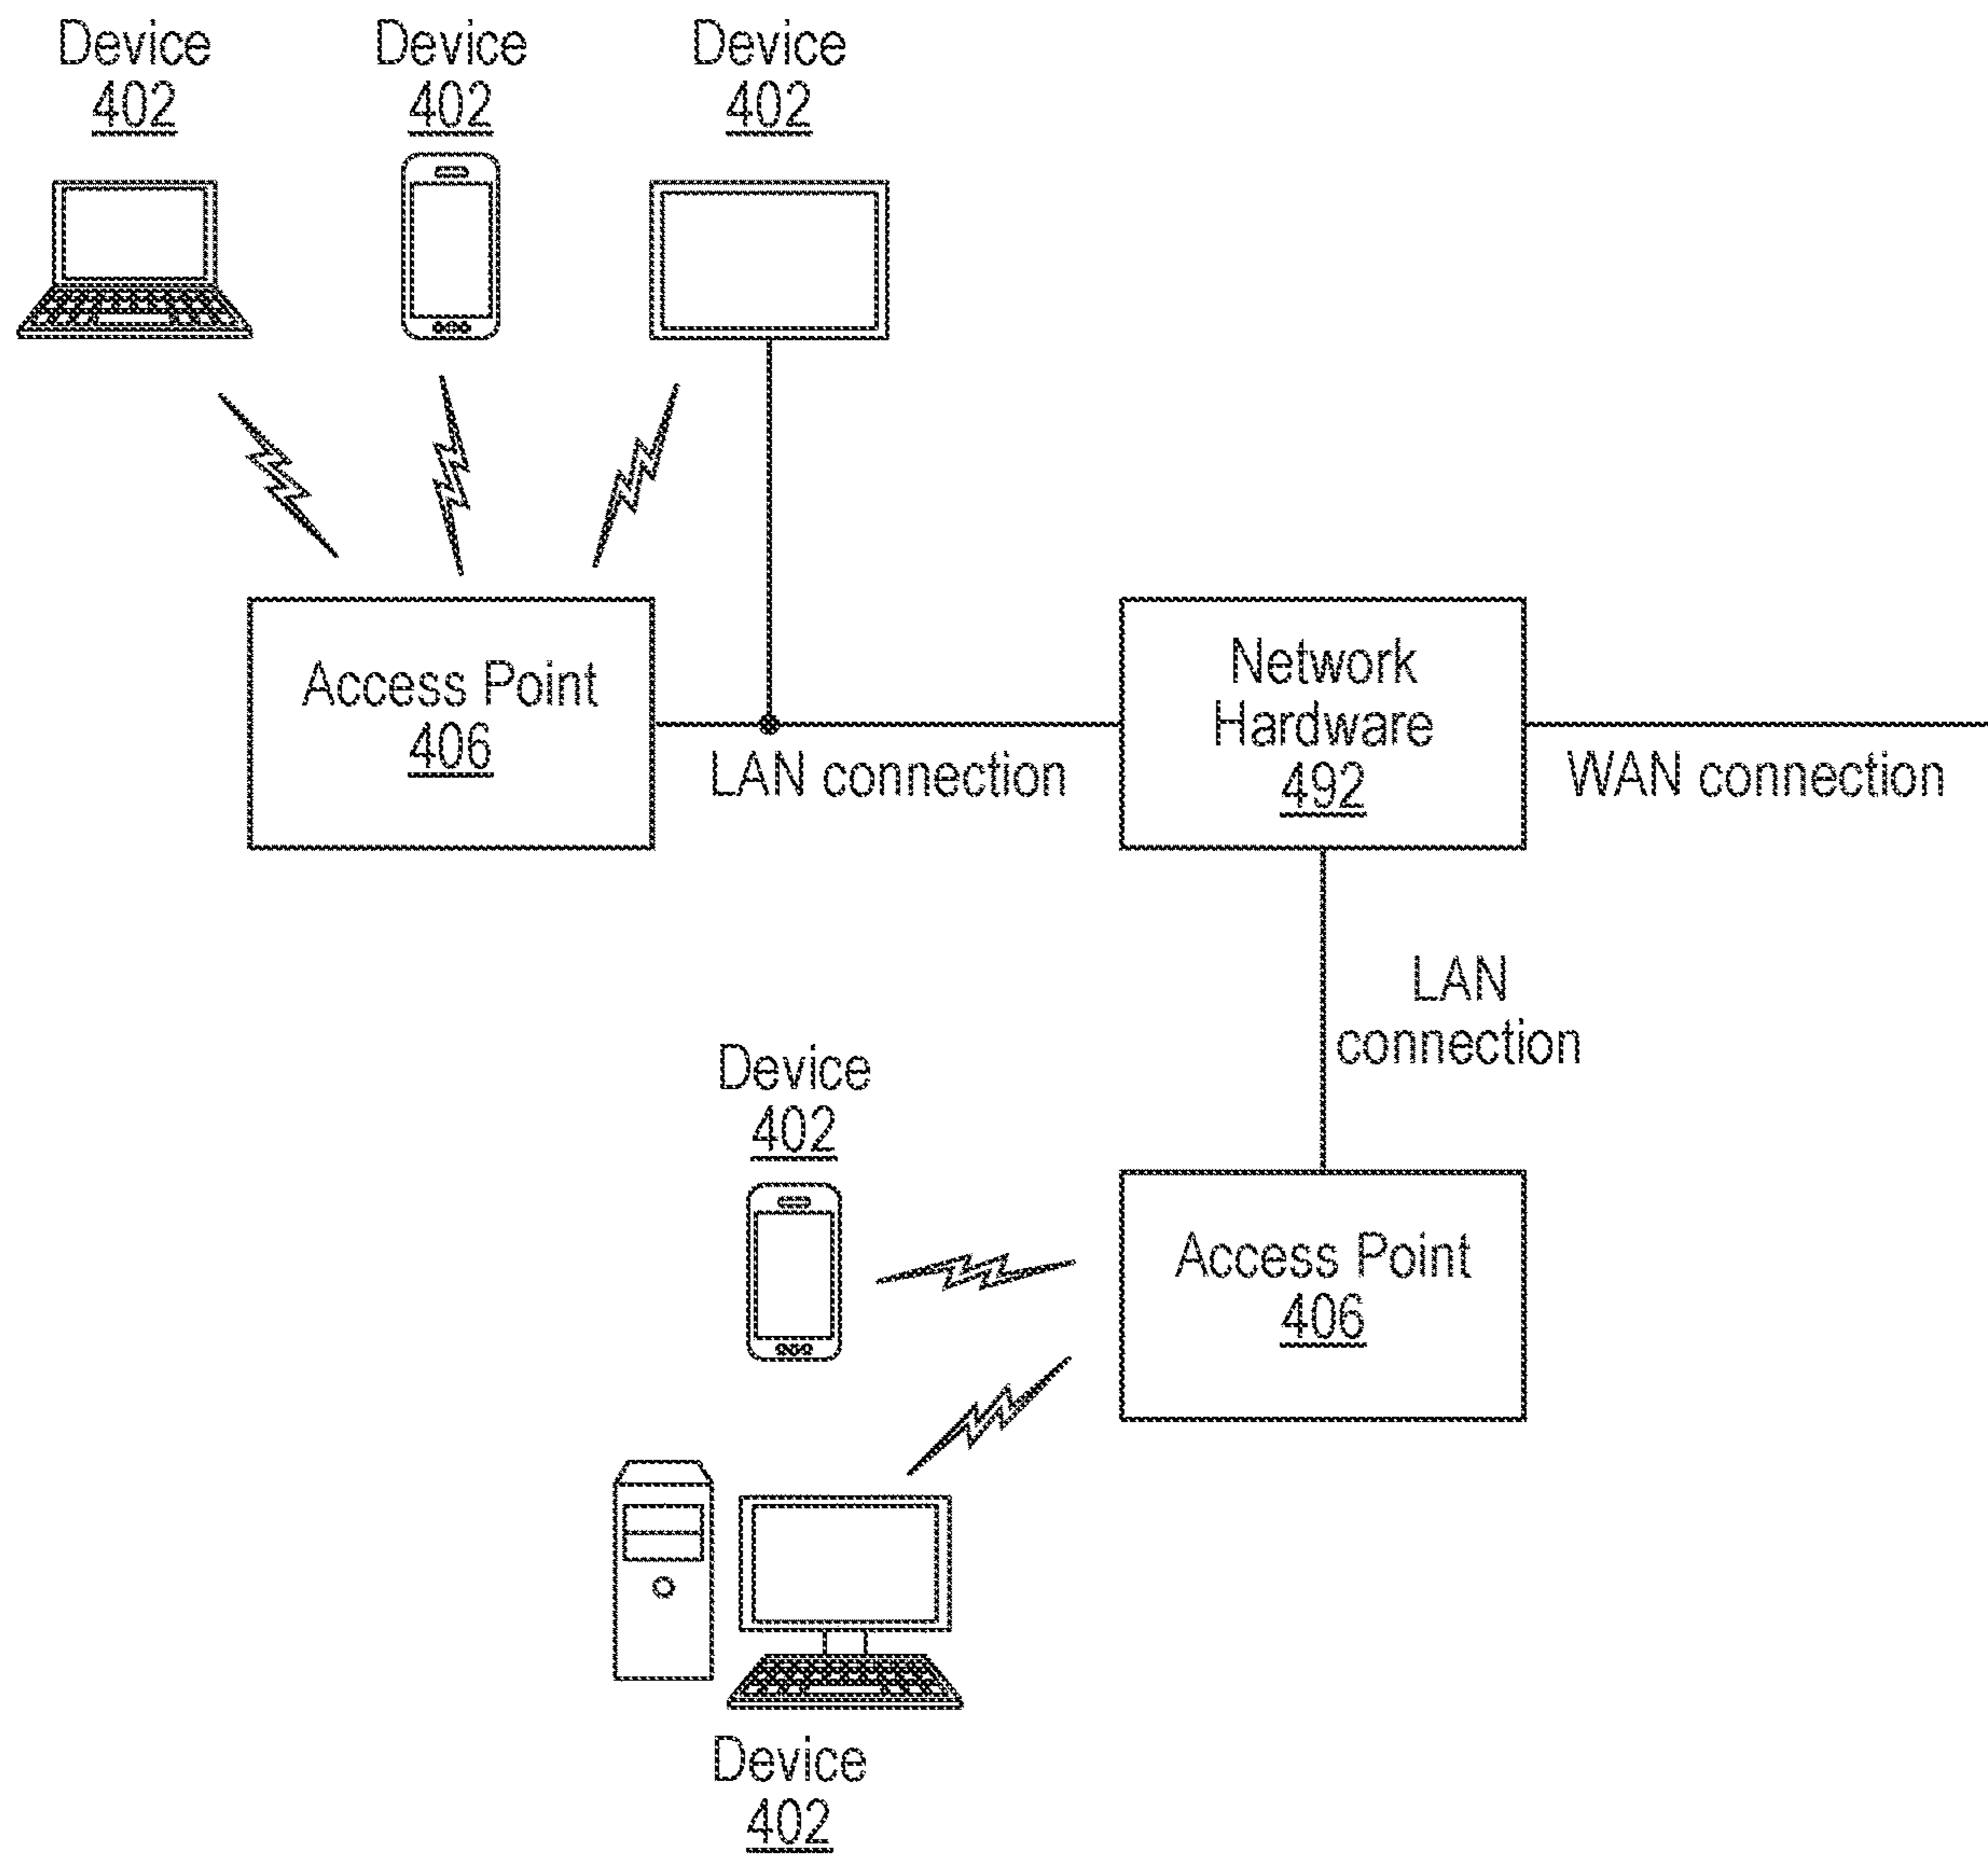 Device
402
Device
402
Device
402
Access Point
406
LAN connection
Network
Hardware
492
WAN connection
LAN
connection
Device
402
Access Point
406
Device
402